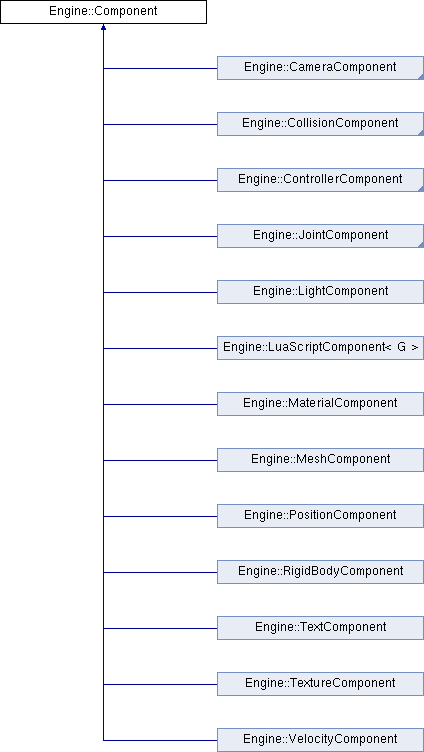 Engine::Component
Engine::CameraComponent
Engine::CollisionComponent
Engine::ControllerComponent
Engine::JointComponent
Engine::LightComponent
Engine::LuaScriptComponent< G >
Engine::MaterialComponent
Engine::MeshComponent
Engine::PositionComponent
Engine::RigidBodyComponent
Engine::TextComponent
Engine::TextureComponent
Engine::VelocityComponent